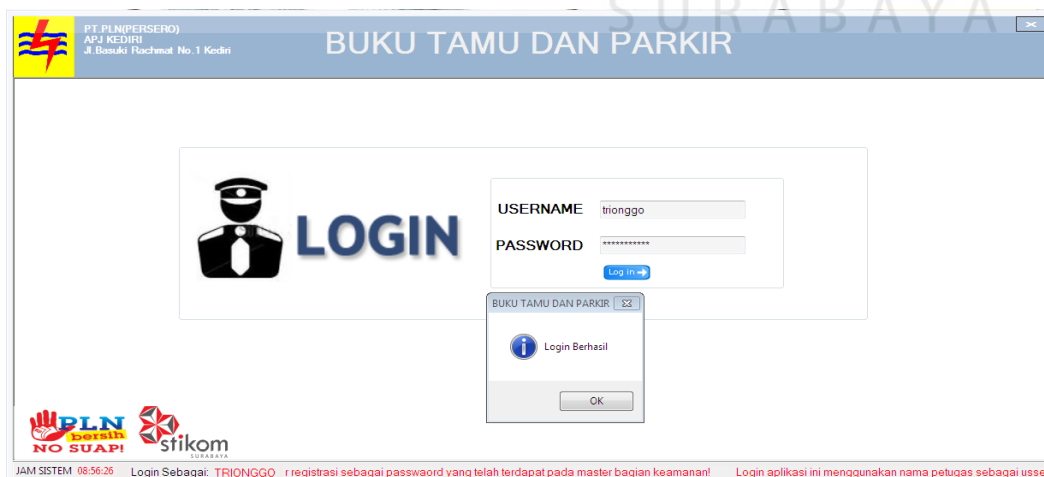 SURABAYA
PT.PLN(PERSERO)
APJ KEDIRI
Jl.Basuki Rachmat No.1 Kediri
BUKU TAMU DAN PARKIR
LOGIN
USERNAME trionggo
PASSWORD ***********
Log in
BUKU TAMU DAN PARKIR
Login Berhasil
OK
PLN
bersih
NO SUAP!
stikom
SURABAYA
JAM SISTEM 08:56:26 Login Sebagai: TRIONGGO r registrasi sebagai passwaord yang telah terdapat pada master bagian keamanan! Login aplikasi ini menggunakan nama petugas sebagai usse